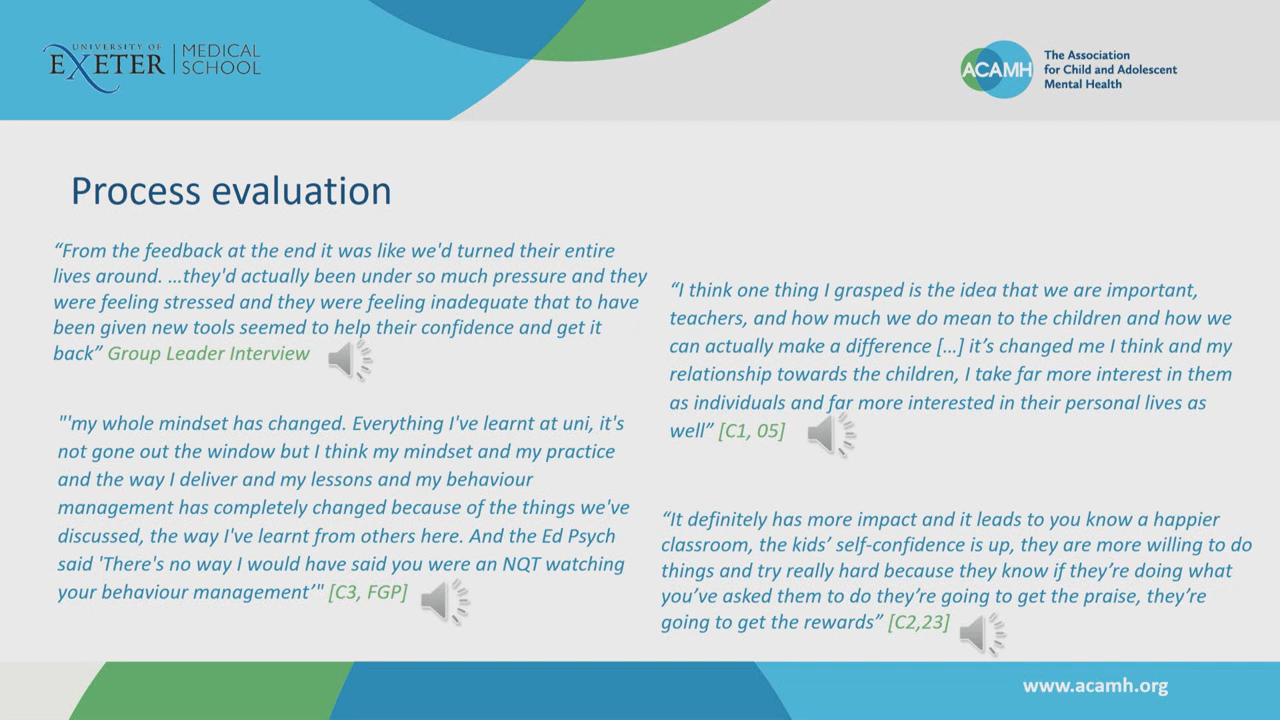 UNIVERSITY OF
EXETER
MEDICAL
SCHOOL
ACAMH
The Association
for Child and Adolescent
Mental Health
Process evaluation
“From the feedback at the end it was like we'd turned their entire
lives around. ...they'd actually been under so much pressure and they
were feeling stressed and they were feeling inadequate that to have
been given new tools seemed to help their confidence and get it
back” Group Leader Interview
"'my whole mindset has changed. Everything I've learnt at uni, it's
not gone out the window but I think my mindset and my practice
and the way I deliver and my lessons and my behaviour
management has completely changed because of the things we've
discussed, the way I've learnt from others here. And the Ed Psych
said 'There's no way I would have said you were an NQT watching
your behaviour management’" [C3, FGP]
“I think one thing I grasped is the idea that we are important,
teachers, and how much we do mean to the children and how we
can actually make a difference […] it’s changed me I think and my
relationship towards the children, I take far more interest in them
as individuals and far more interested in their personal lives as
well” [C1, 05]
“It definitely has more impact and it leads to you know a happier
classroom, the kids’ self-confidence is up, they are more willing to do
things and try really hard because they know if they’re doing what
you’ve asked them to do they’re going to get the praise, they’re
going to get the rewards” [C2,23]
www.acamh.org